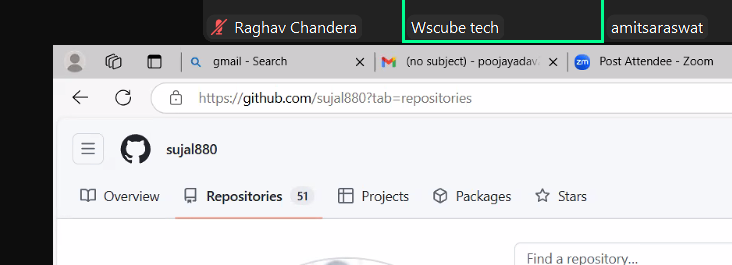 Raghav Chandera Wscube tech amitsaraswat
gmail - Search (no subject) - poojayadav. zm Post Attendee - Zoom
https://github.com/sujal880?tab=repositories
sujal880
Overview Repositories 51 Projects Packages Stars
Find a repository...